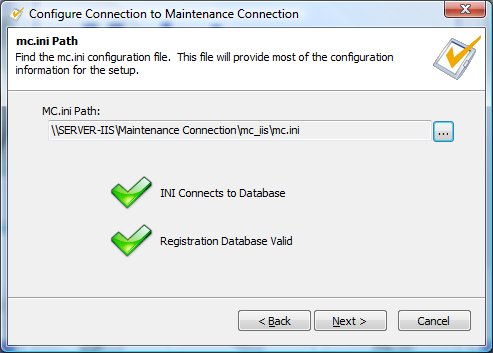 Configure Connection to Maintenance Connection
mc.ini Path
Find the mc.ini configuration file.  This file will provide most of the configuration
information for the setup.
MC.ini Path:
\\SERVER-IIS\Maintenance Connection\mc_iis\mc.ini
...
INI Connects to Database
Registration Database Valid
< Back
Next >
Cancel